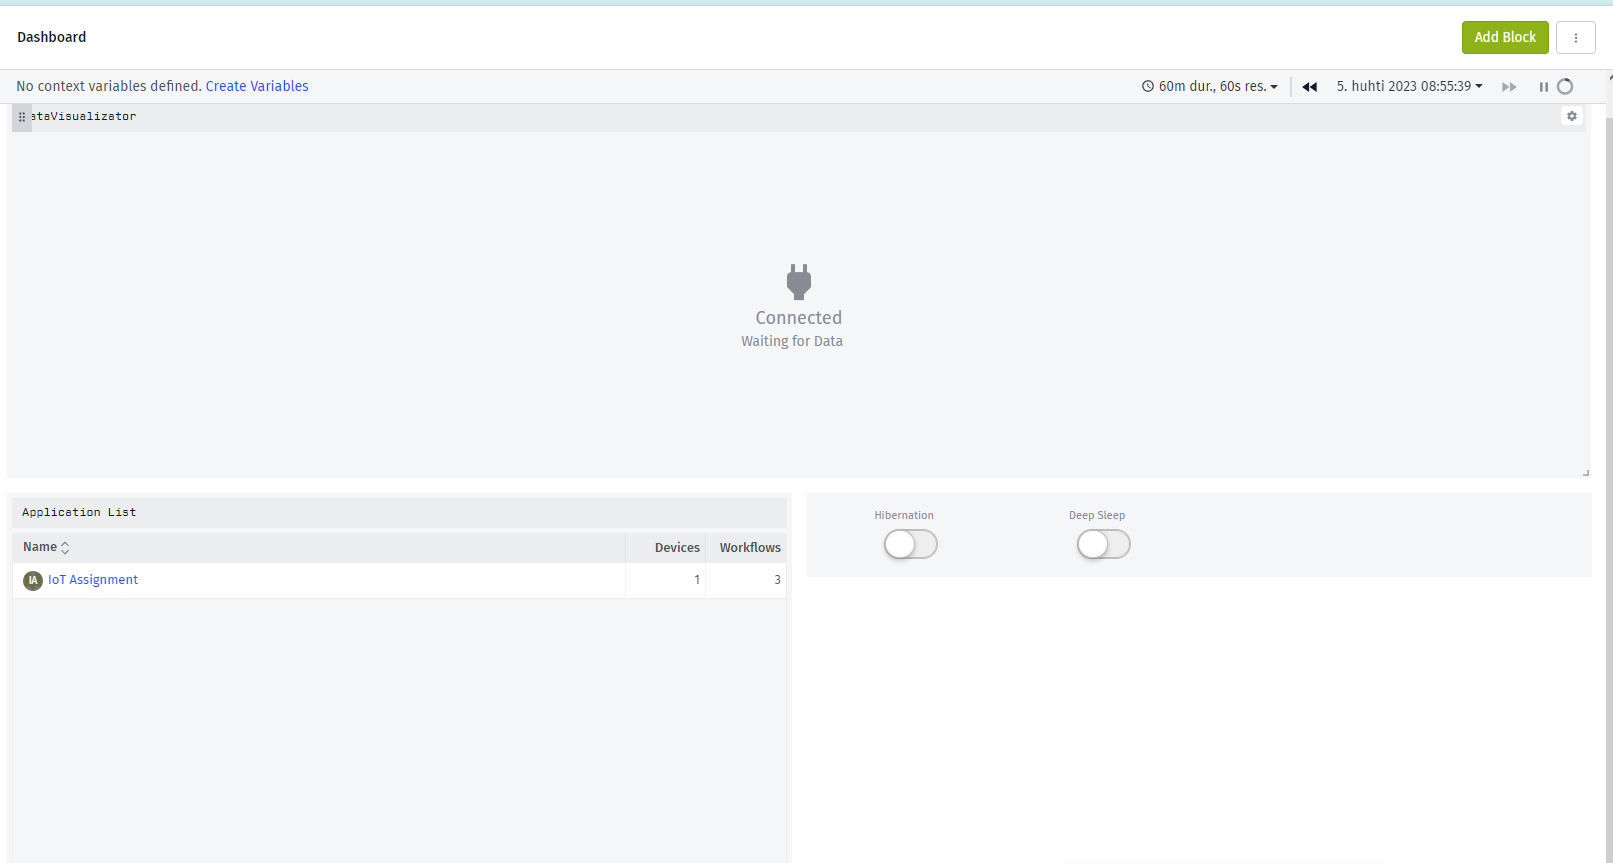 Dashboard
Add Block
No context variables defined. Create Variables
60m dur., 60s res.
5. huhti 2023 08:55:39
ataVisualizator
Connected
Waiting for Data
Application List
Name
Devices
Workflows
IA
IoT Assignment
1
3
Hibernation
Deep Sleep